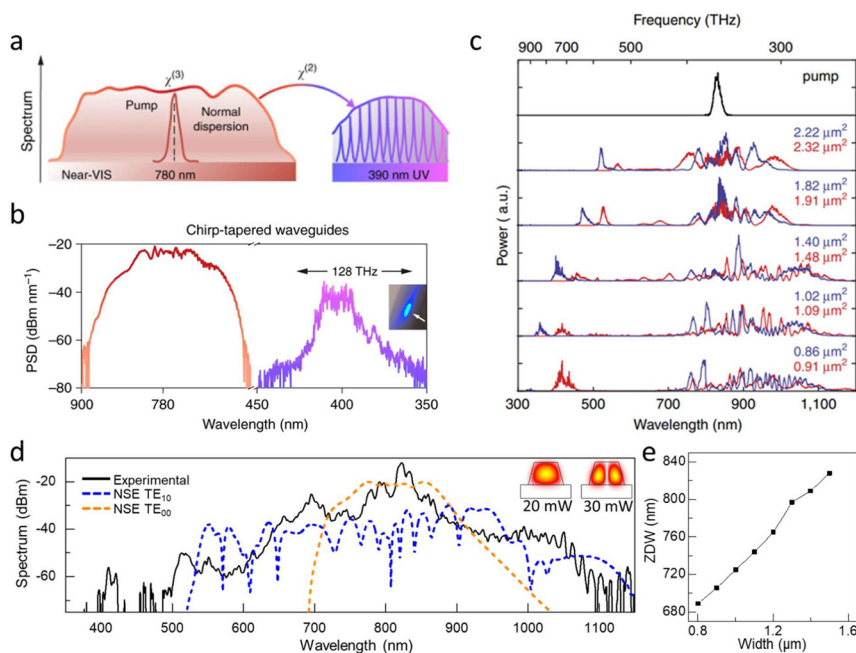 a
Spectrum
χ(3)
χ(2)
Pump
Normal
dispersion
Near-VIS
780 nm
390 nm UV
b
Chirp-tapered waveguides
PSD (dBm nm⁻¹)
−20
−40
−60
−80
128 THz
900
780
450
400
350
Wavelength (nm)
c
Frequency (THz)
900
700
500
300
pump
2.22 μm²
2.32 μm²
1.82 μm²
1.91 μm²
1.40 μm²
1.48 μm²
1.02 μm²
1.09 μm²
0.86 μm²
0.91 μm²
Power ( a.u.)
300
500
700
900
1,100
Wavelength (nm)
d
Spectrum (dBm)
-20
-40
-60
Experimental
NSE TE₁₀
NSE TE₀₀
20 mW
30 mW
400
500
600
700
800
900
1000
1100
Wavelength (nm)
e
ZDW (nm)
840
800
760
720
680
0.8
1.2
1.6
Width (μm)